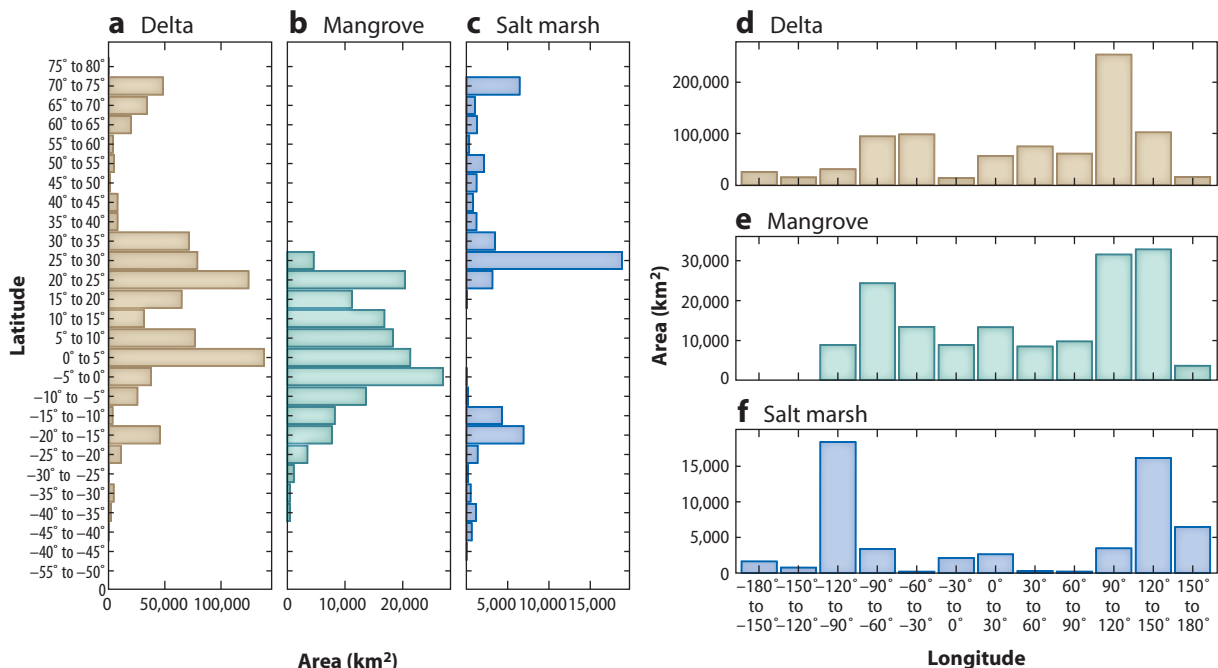 a Delta
b Mangrove
c Salt marsh
Latitude
75˚ to 80˚
70˚ to 75˚
65˚ to 70˚
60˚ to 65˚
55˚ to 60˚
50˚ to 55˚
45˚ to 50˚
40˚ to 45˚
35˚ to 40˚
30˚ to 35˚
25˚ to 30˚
20˚ to 25˚
15˚ to 20˚
10˚ to 15˚
5˚ to 10˚
0˚ to 5˚
−5˚ to 0˚
−10˚ to −5˚
−15˚ to −10˚
−20˚ to −15˚
−25˚ to −20˚
−30˚ to −25˚
−35˚ to −30˚
−40˚ to −35˚
−45˚ to −40˚
−40˚ to −45˚
−55˚ to −50˚
0 50,000 100,000
0 10,000 20,000
5,000 10,000 15,000
Area (km²)
d Delta
200,000
100,000
0
e Mangrove
Area (km²)
30,000
20,000
10,000
0
f Salt marsh
15,000
10,000
5,000
0
−180˚ −150˚ −120˚ −90˚ −60˚ −30˚ 0 30˚ 60˚ 90˚ 120˚ 150˚
to to to to to to to to to to to to
−150˚ −120˚ −90˚ −60˚ −30˚ 0˚ 30˚ 60˚ 90˚ 120˚ 150˚ 180˚
Longitude